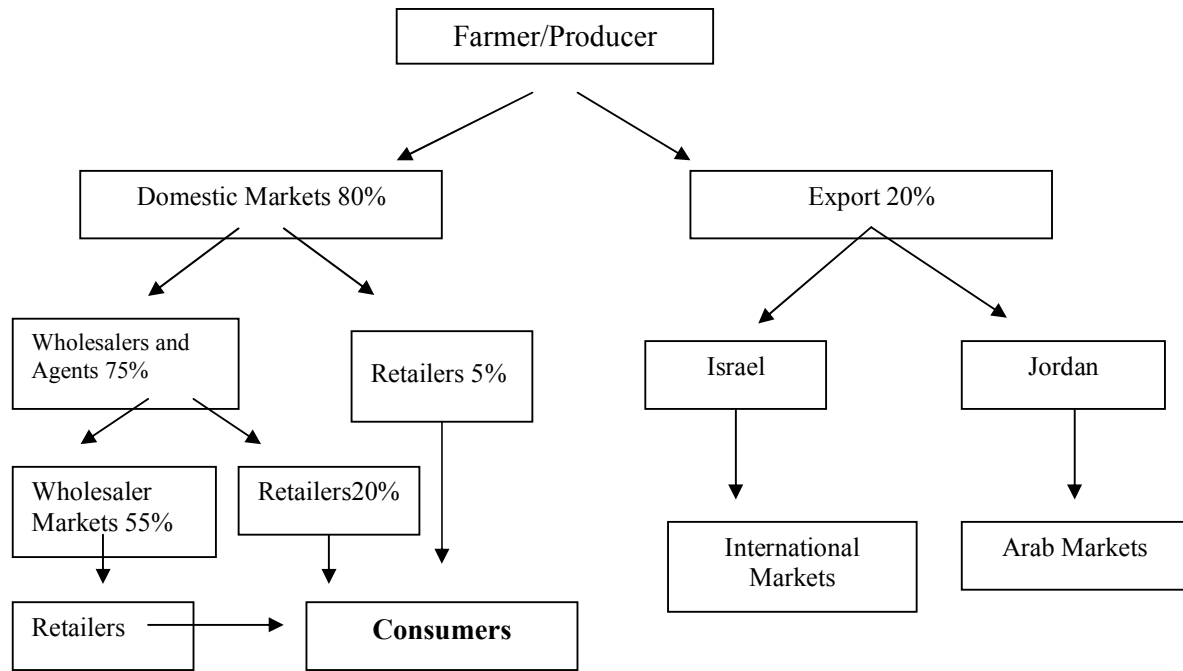 Farmer/Producer
Domestic Markets 80%
Export 20%
Wholesalers and
Agents 75%
Retailers 5%
Israel
Jordan
Wholesaler
Markets 55%
Retailers20%
International
Markets
Arab Markets
Retailers
Consumers